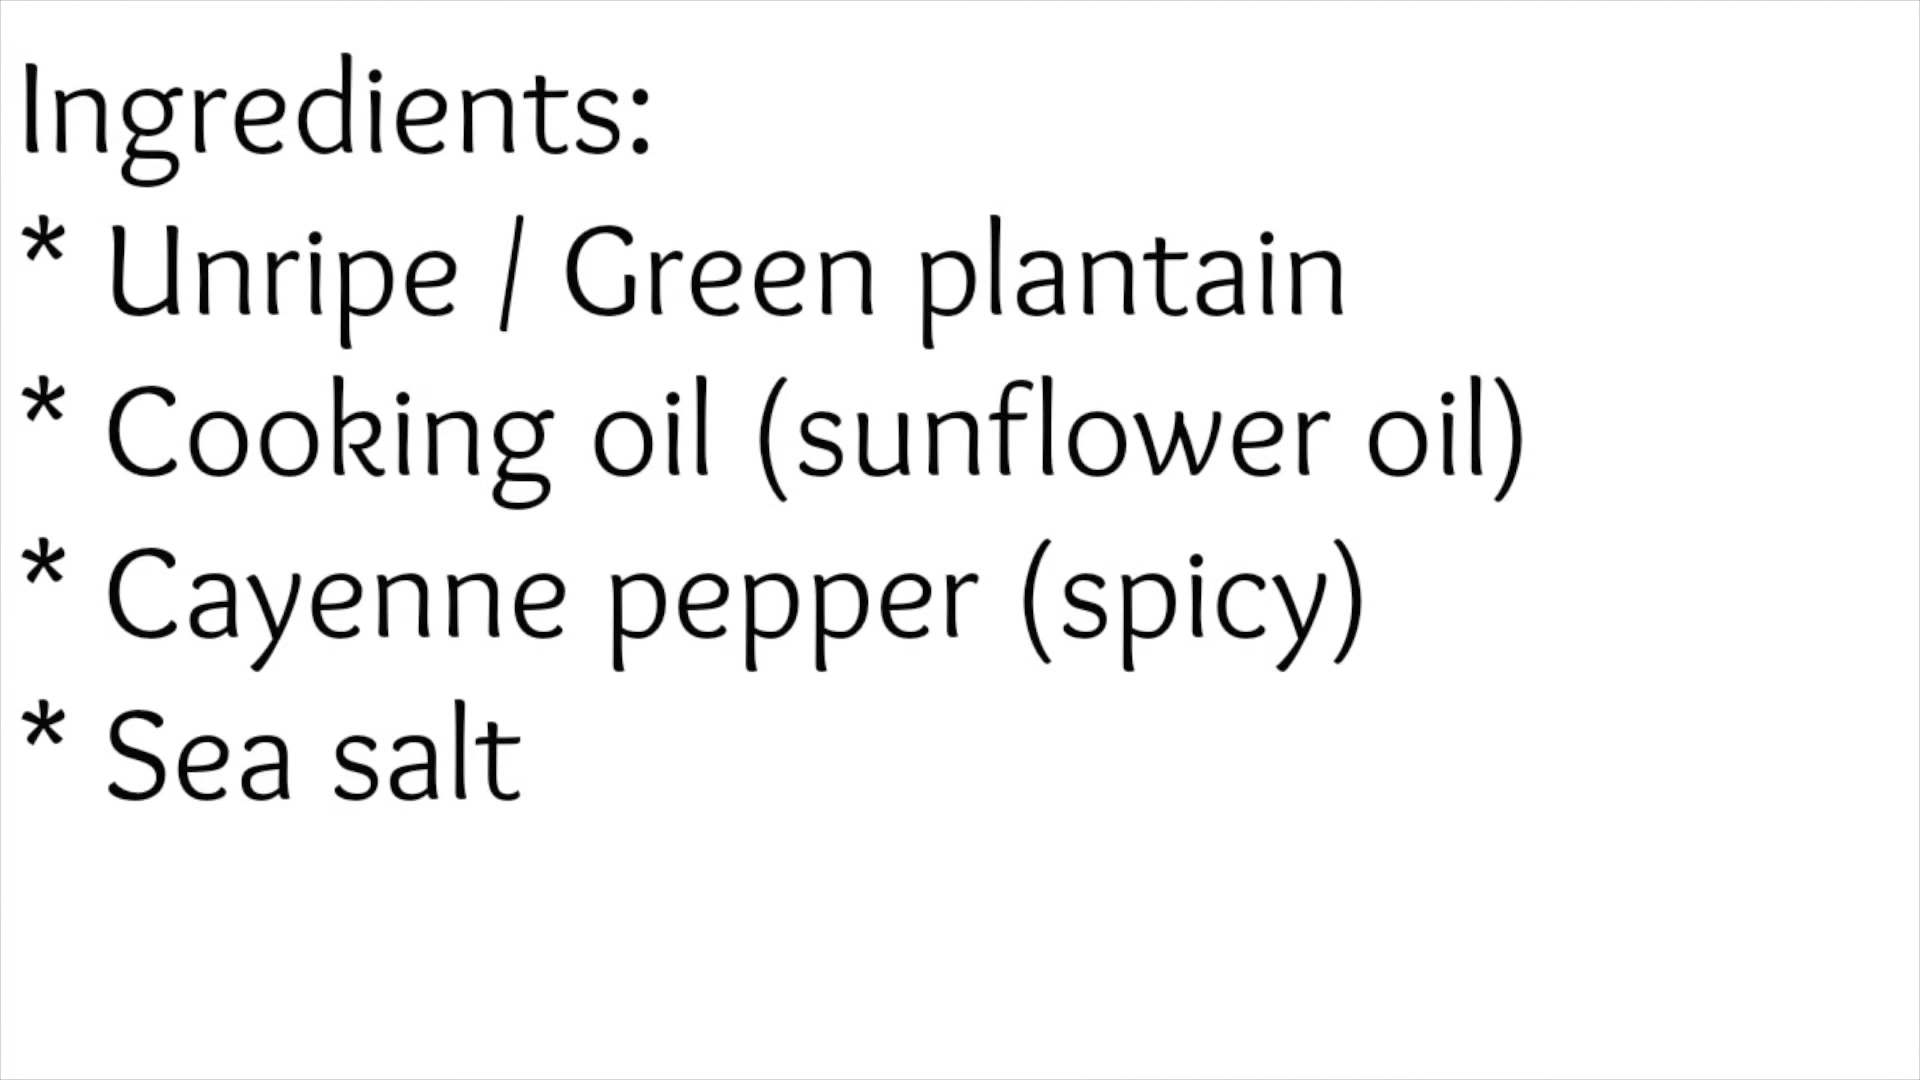 Ingredients:
* Unripe / Green plantain
* Cooking oil (sunflower oil)
* Cayenne pepper (spicy)
* Sea salt